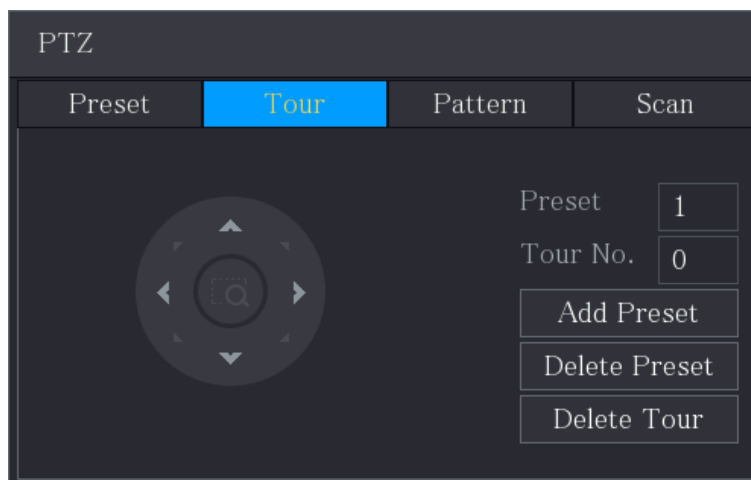 PTZ
Preset Tour Pattern Scan
Preset 1
Tour No. 0
Add Preset
Delete Preset
Delete Tour